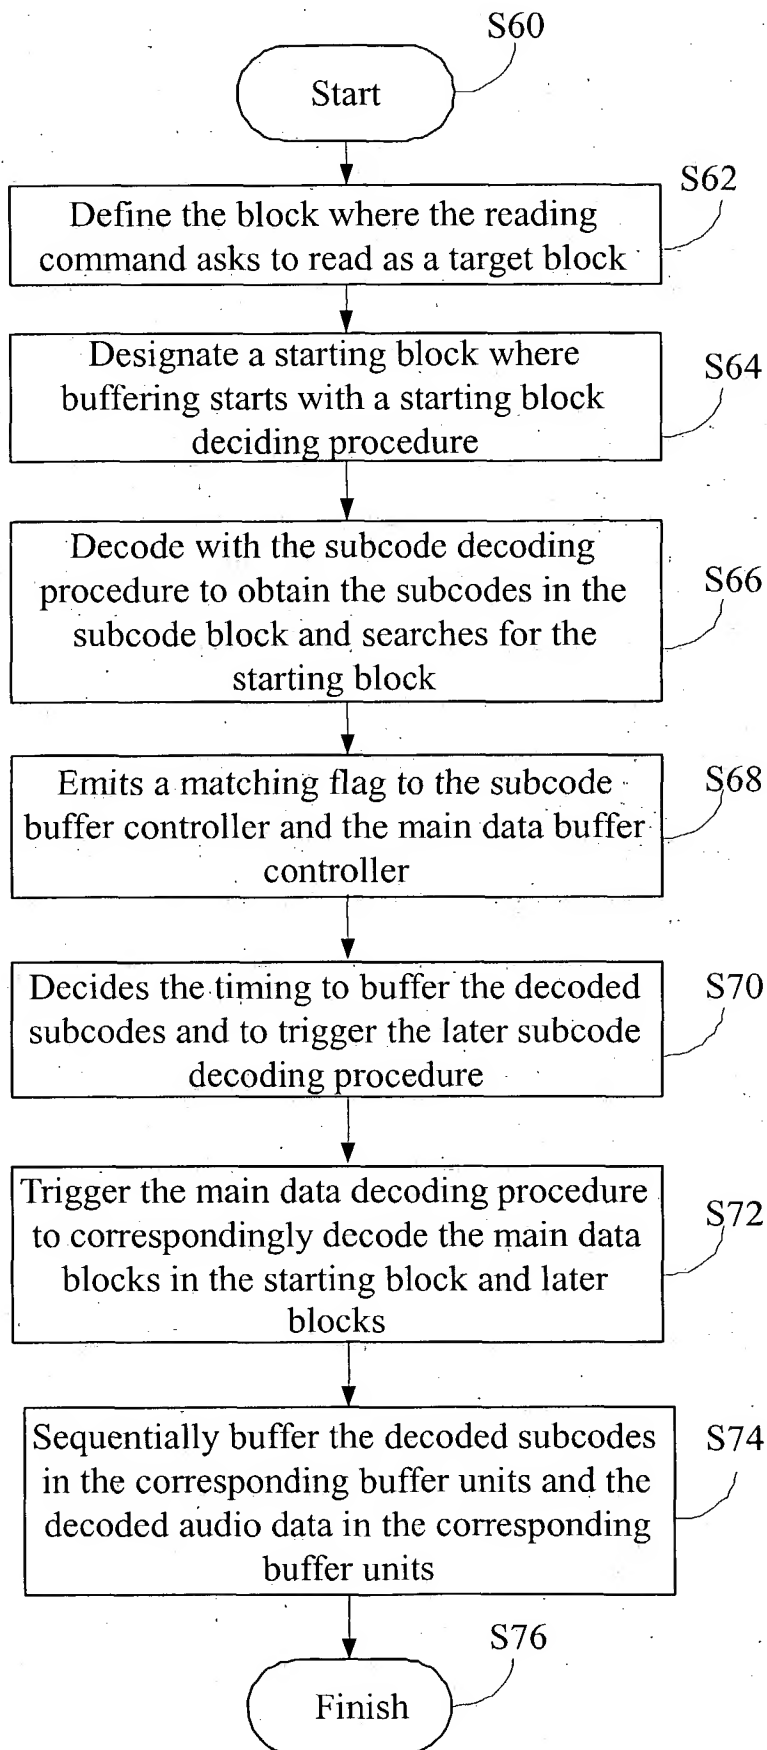 S60
Start
S62
Define the block where the reading
command asks to read as a target block
S64
Designate a starting block where
buffering starts with a starting block
deciding procedure
S66
Decode with the subcode decoding
procedure to obtain the subcodes in the
subcode block and searches for the
starting block
S68
Emits a matching flag to the subcode
buffer controller and the main data buffer
controller
S70
Decides the timing to buffer the decoded
subcodes and to trigger the later subcode
decoding procedure
S72
Trigger the main data decoding procedure
to correspondingly decode the main data
blocks in the starting block and later
blocks
S74
Sequentially buffer the decoded subcodes
in the corresponding buffer units and the
decoded audio data in the corresponding
buffer units
S76
Finish